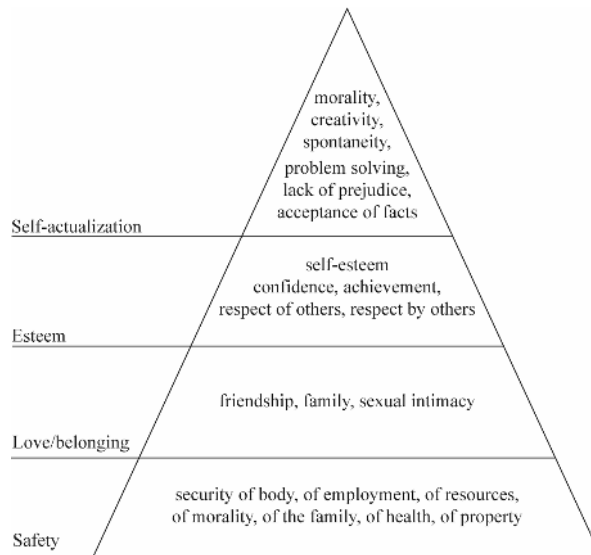 morality,
creativity,
spontaneity,
problem solving,
lack of prejudice,
acceptance of facts
Self-actualization
self-esteem
confidence, achievement,
respect of others, respect by others
Esteem
friendship, family, sexual intimacy
Love/belonging
security of body, of employment, of resources,
of morality, of the family, of health, of property
Safety